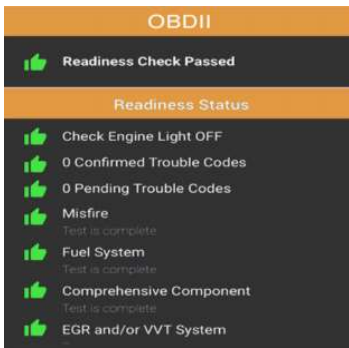 OBDII
Readiness Check Passed
Readiness Status
Check Engine Light OFF
0 Confirmed Trouble Codes
0 Pending Trouble Codes
Misfire
Test is complete
Fuel System
Test is complete
Comprehensive Component
Test is complete
EGR and/or VVT System